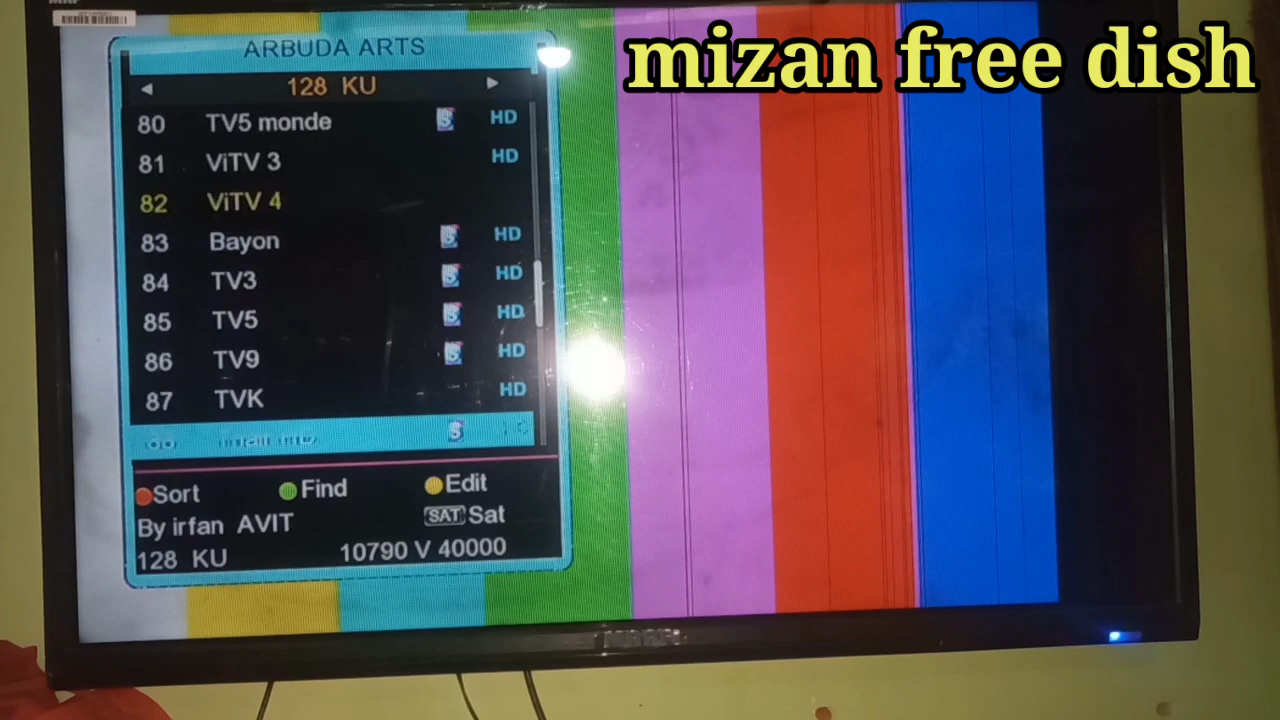 mizan free dish
ARBUDA ARTS
128 KU
80 TV5 monde HD
81 ViTV 3 HD
82 ViTV 4
83 Bayon HD
84 TV3 HD
85 TV5 HD
86 TV9 HD
87 TVK HD
Sort Find Edit
By irfan AVIT SAT Sat
128 KU 10790 V 40000